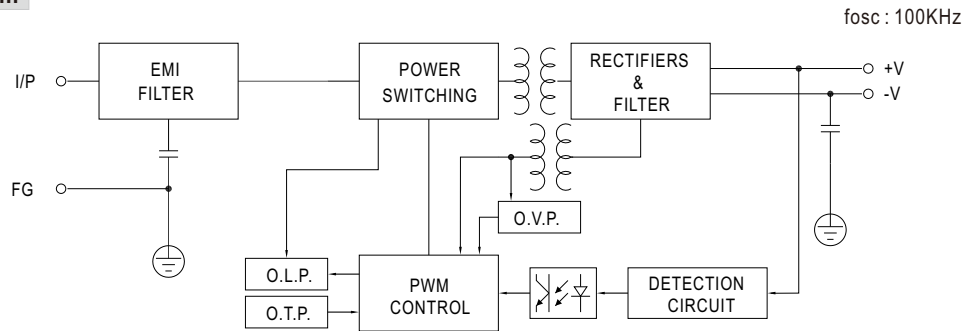 fosc : 100KHz
I/P
EMI
FILTER
POWER
SWITCHING
RECTIFIERS
&
FILTER
+V
-V
FG
O.V.P.
O.L.P.
O.T.P.
PWM
CONTROL
DETECTION
CIRCUIT